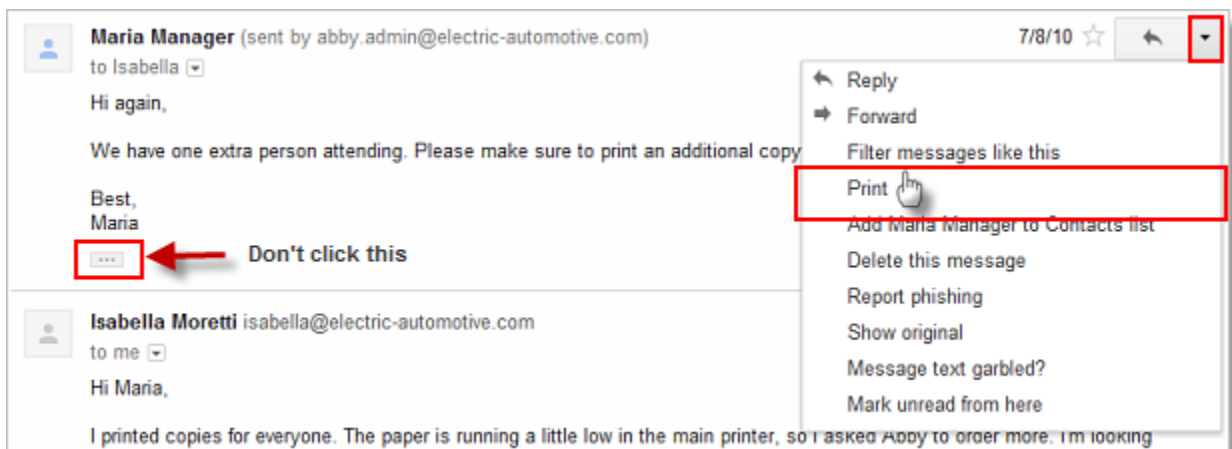 Maria Manager (sent by abby.admin@electric-automotive.com) 7/8/10
to Isabella
Hi again,
We have one extra person attending. Please make sure to print an additional copy
Best,
Maria
...
Don't click this
Reply
Forward
Filter messages like this
Print
Add Maria Manager to Contacts list
Delete this message
Report phishing
Show original
Message text garbled?
Mark unread from here
Isabella Moretti isabella@electric-automotive.com
to me
Hi Maria,
I printed copies for everyone. The paper is running a little low in the main printer, so I asked Abby to order more. I'm looking